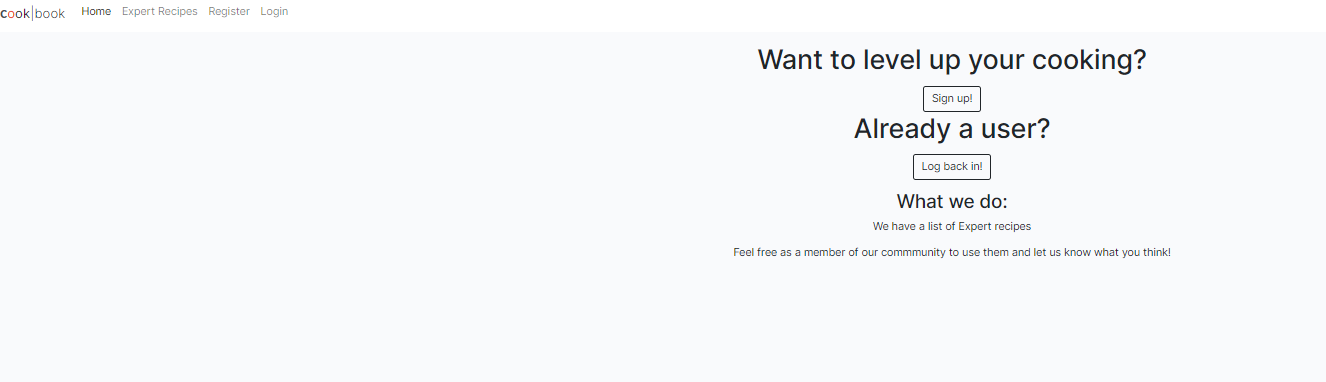 cook|book Home Expert Recipes Register Login
Want to level up your cooking?
Sign up!
Already a user?
Log back in!
What we do:
We have a list of Expert recipes
Feel free as a member of our commmunity to use them and let us know what you think!